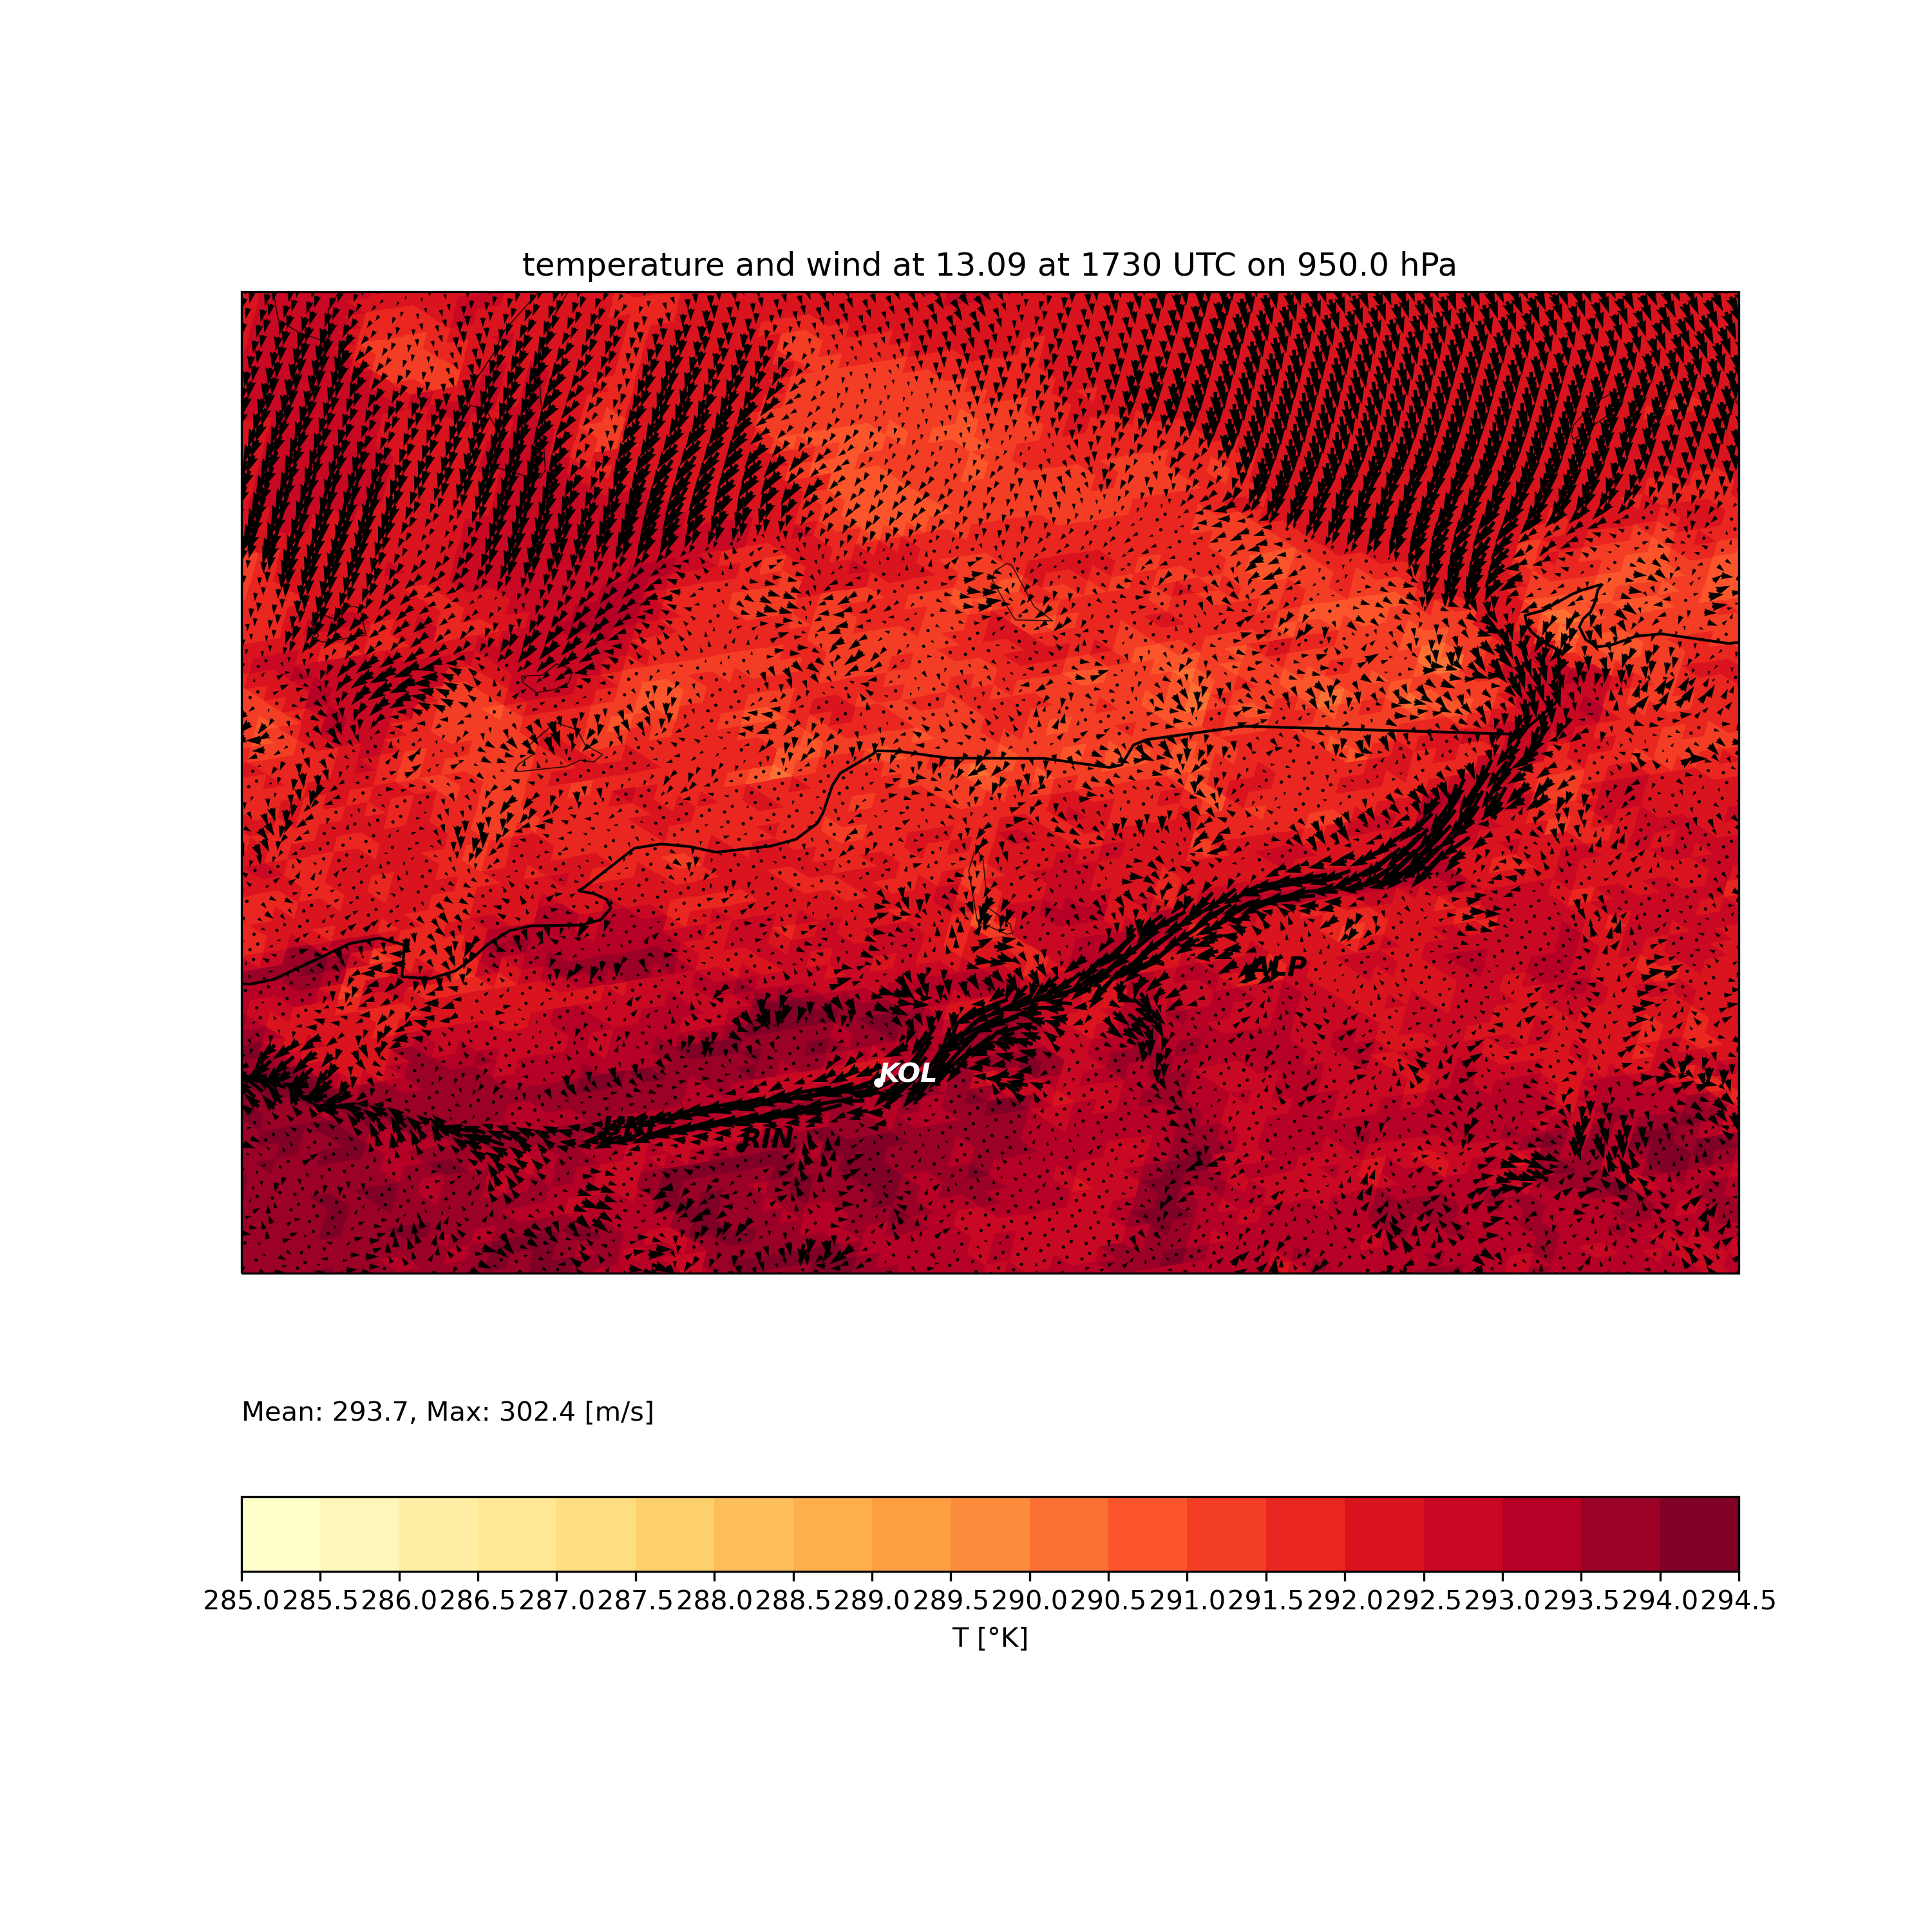 temperature and wind at 13.09 at 1730 UTC on 950.0 hPa
ALP
KOL
RIN
Mean: 293.7, Max: 302.4 [m/s]
285.0 285.5 286.0 286.5 287.0 287.5 288.0 288.5 289.0 289.5 290.0 290.5 291.0 291.5 292.0 292.5 293.0 293.5 294.0 294.5
T [°K]